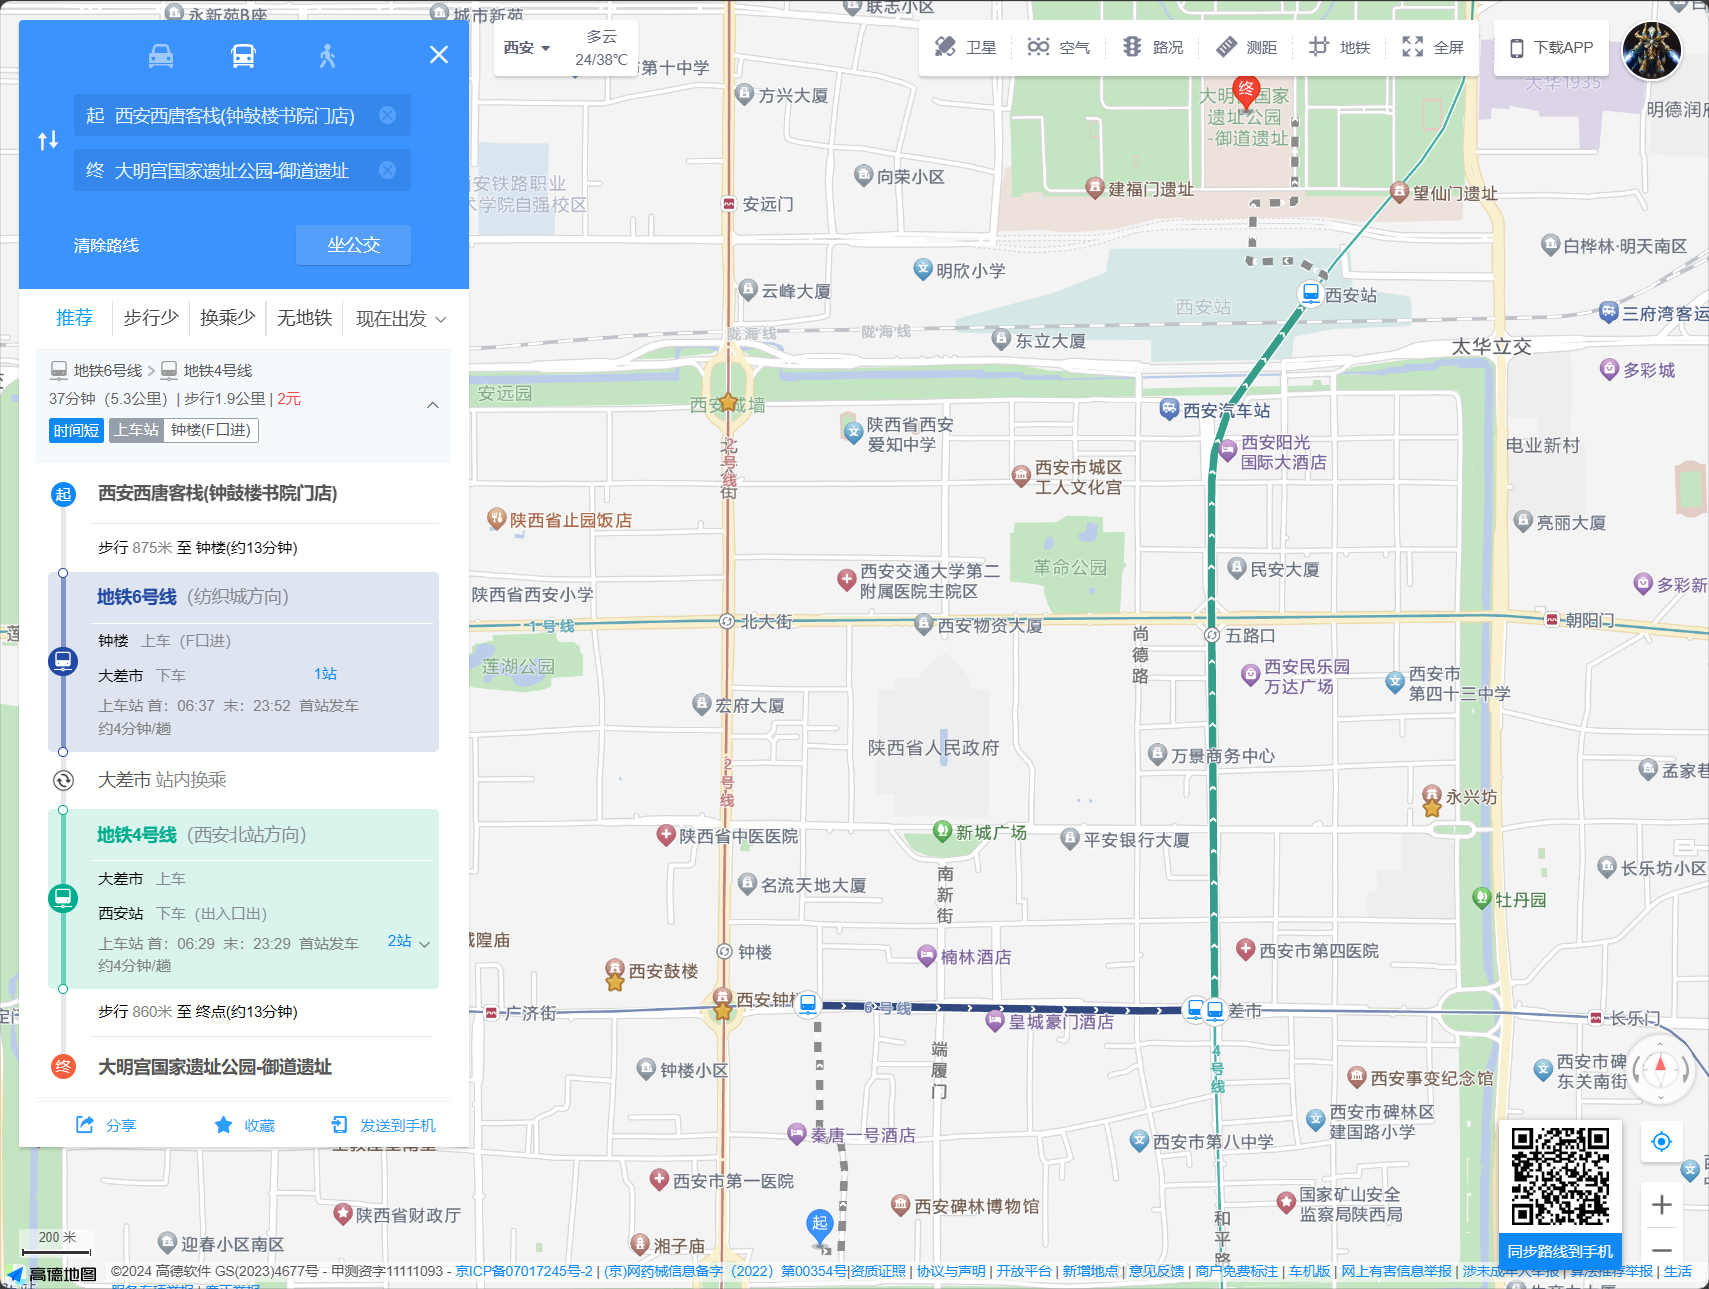 起 西安西唐客栈(钟鼓楼书院门店)
终 大明宫国家遗址公园-御道遗址
清除路线
坐公交
推荐
步行少
换乘少
无地铁
现在出发
地铁6号线
地铁4号线
37分钟（5.3公里）| 步行1.9公里 | 2元
时间短
上车站
钟楼(F口进)
起
西安西唐客栈(钟鼓楼书院门店)
步行 875米 至 钟楼(约13分钟)
地铁6号线（纺织城方向）
钟楼 上车（F口进)
大差市 下车
1站
上车站 首：06:37 末：23:52 首站发车
约4分钟/趟
大差市 站内换乘
地铁4号线（西安北站方向）
大差市 上车
西安站 下车（出入口出）
上车站 首：06:29 末：23:29 首站发车
2站
约4分钟/趟
步行 860米 至 终点(约13分钟)
终
大明宫国家遗址公园-御道遗址
分享
收藏
发送到手机
西安
多云
24/38℃
卫星
空气
路况
测距
地铁
全屏
下载APP
永新苑B座
城市新苑
联志小区
第十中学
方兴大厦
终
大明宫国家
遗址公园
-御道遗址
大华1935
明德润府
安铁路职业
术学院自强校区
向荣小区
建福门遗址
望仙门遗址
安远门
明欣小学
白桦林·明天南区
云峰大厦
西安站
西安站
三府湾客运
陇海线
陇海线
东立大厦
太华立交
多彩城
安远园
西安城墙
西安汽车站
陕西省西安
爱知中学
西安阳光
国际大酒店
电业新村
北
街
2号线
西安市城区
工人文化宫
陕西省止园饭店
亮丽大厦
革命公园
民安大厦
西安交通大学第二
附属医院主院区
多彩新
陕西省西安小学
1号线
北大街
西安物资大厦
尚德路
五路口
朝阳门
莲湖公园
西安民乐园
万达广场
西安市
第四十三中学
宏府大厦
陕西省人民政府
万景商务中心
孟家巷
2号线
永兴坊
陕西省中医医院
新城广场
平安银行大厦
长乐坊小区
名流天地大厦
南新街
牡丹园
城隍庙
钟楼
楠林酒店
西安市第四医院
西安鼓楼
西安钟
6号线
广济街
皇城豪门酒店
差市
长乐门
钟楼小区
端履门
4号线
西安事变纪念馆
西安市碑
东关南街
秦唐一号酒店
西安市第八中学
西安市碑林区
建国路小学
西安市第一医院
国家矿山安全
监察局陕西局
陕西省财政厅
起
西安碑林博物馆
和平路
迎春小区南区
湘子庙
200 米
高德地图
同步路线到手机
©2024 高德软件 GS(2023)4677号 - 甲测资字11111093 - 京ICP备07017245号-2 | (京)网药械信息备字（2022）第00354号|资质证照 | 协议与声明 | 开放平台 | 新增地点 | 意见反馈 | 商户免费标注 | 车机版 | 网上有害信息举报 | 涉未成年人举报 | 算法推荐举报 | 生活